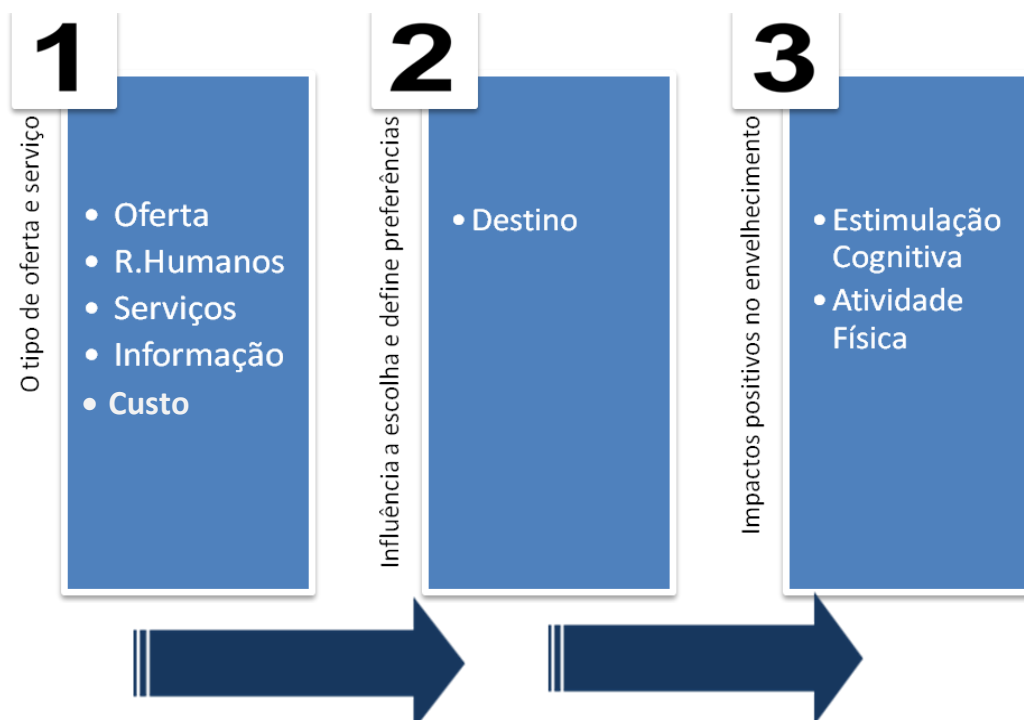 1
O tipo de oferta e serviço
• Oferta
• R.Humanos
• Serviços
• Informação
• Custo
2
Influência a escolha e define preferências
• Destino
3
Impactos positivos no envelhecimento
• Estimulação
Cognitiva
• Atividade
Física